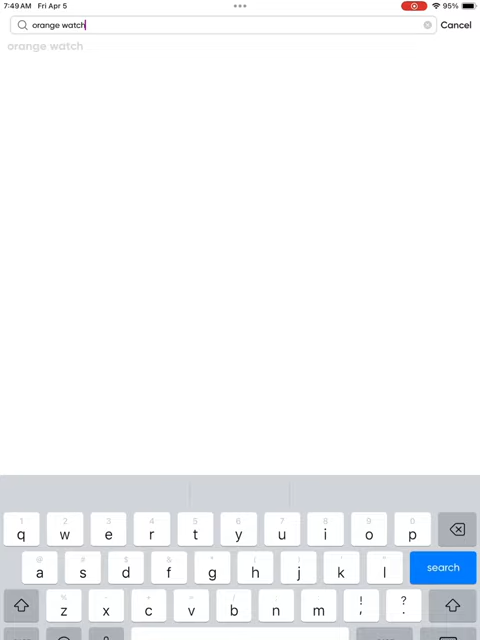 7:49 AM Fri Apr 5 95%
orange watch Cancel
orange watch
1 2 3 4 5 6 7 8 9 0
q w e r t y u i o p
@ # $ & * ( ) ' "
a s d f g h j k l search
% - + = / ; :
z x c v b n m ! , ? .